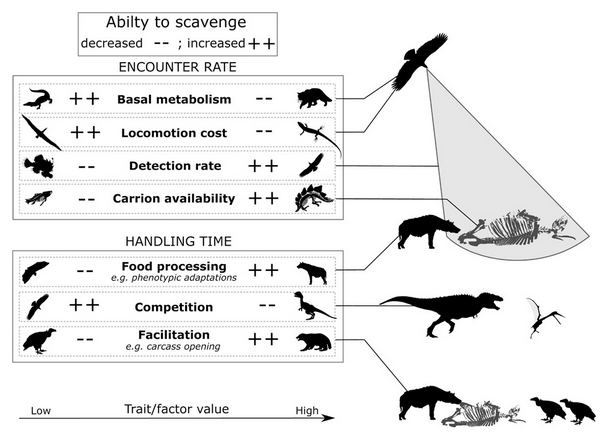 Abilty to scavenge
decreased -- ; increased ++
ENCOUNTER RATE
++ Basal metabolism --
++ Locomotion cost --
-- Detection rate ++
-- Carrion availability ++
HANDLING TIME
-- Food processing ++
e.g. phenotypic adaptations
++ Competition --
-- Facilitation ++
e.g. carcass opening
Low Trait/factor value High